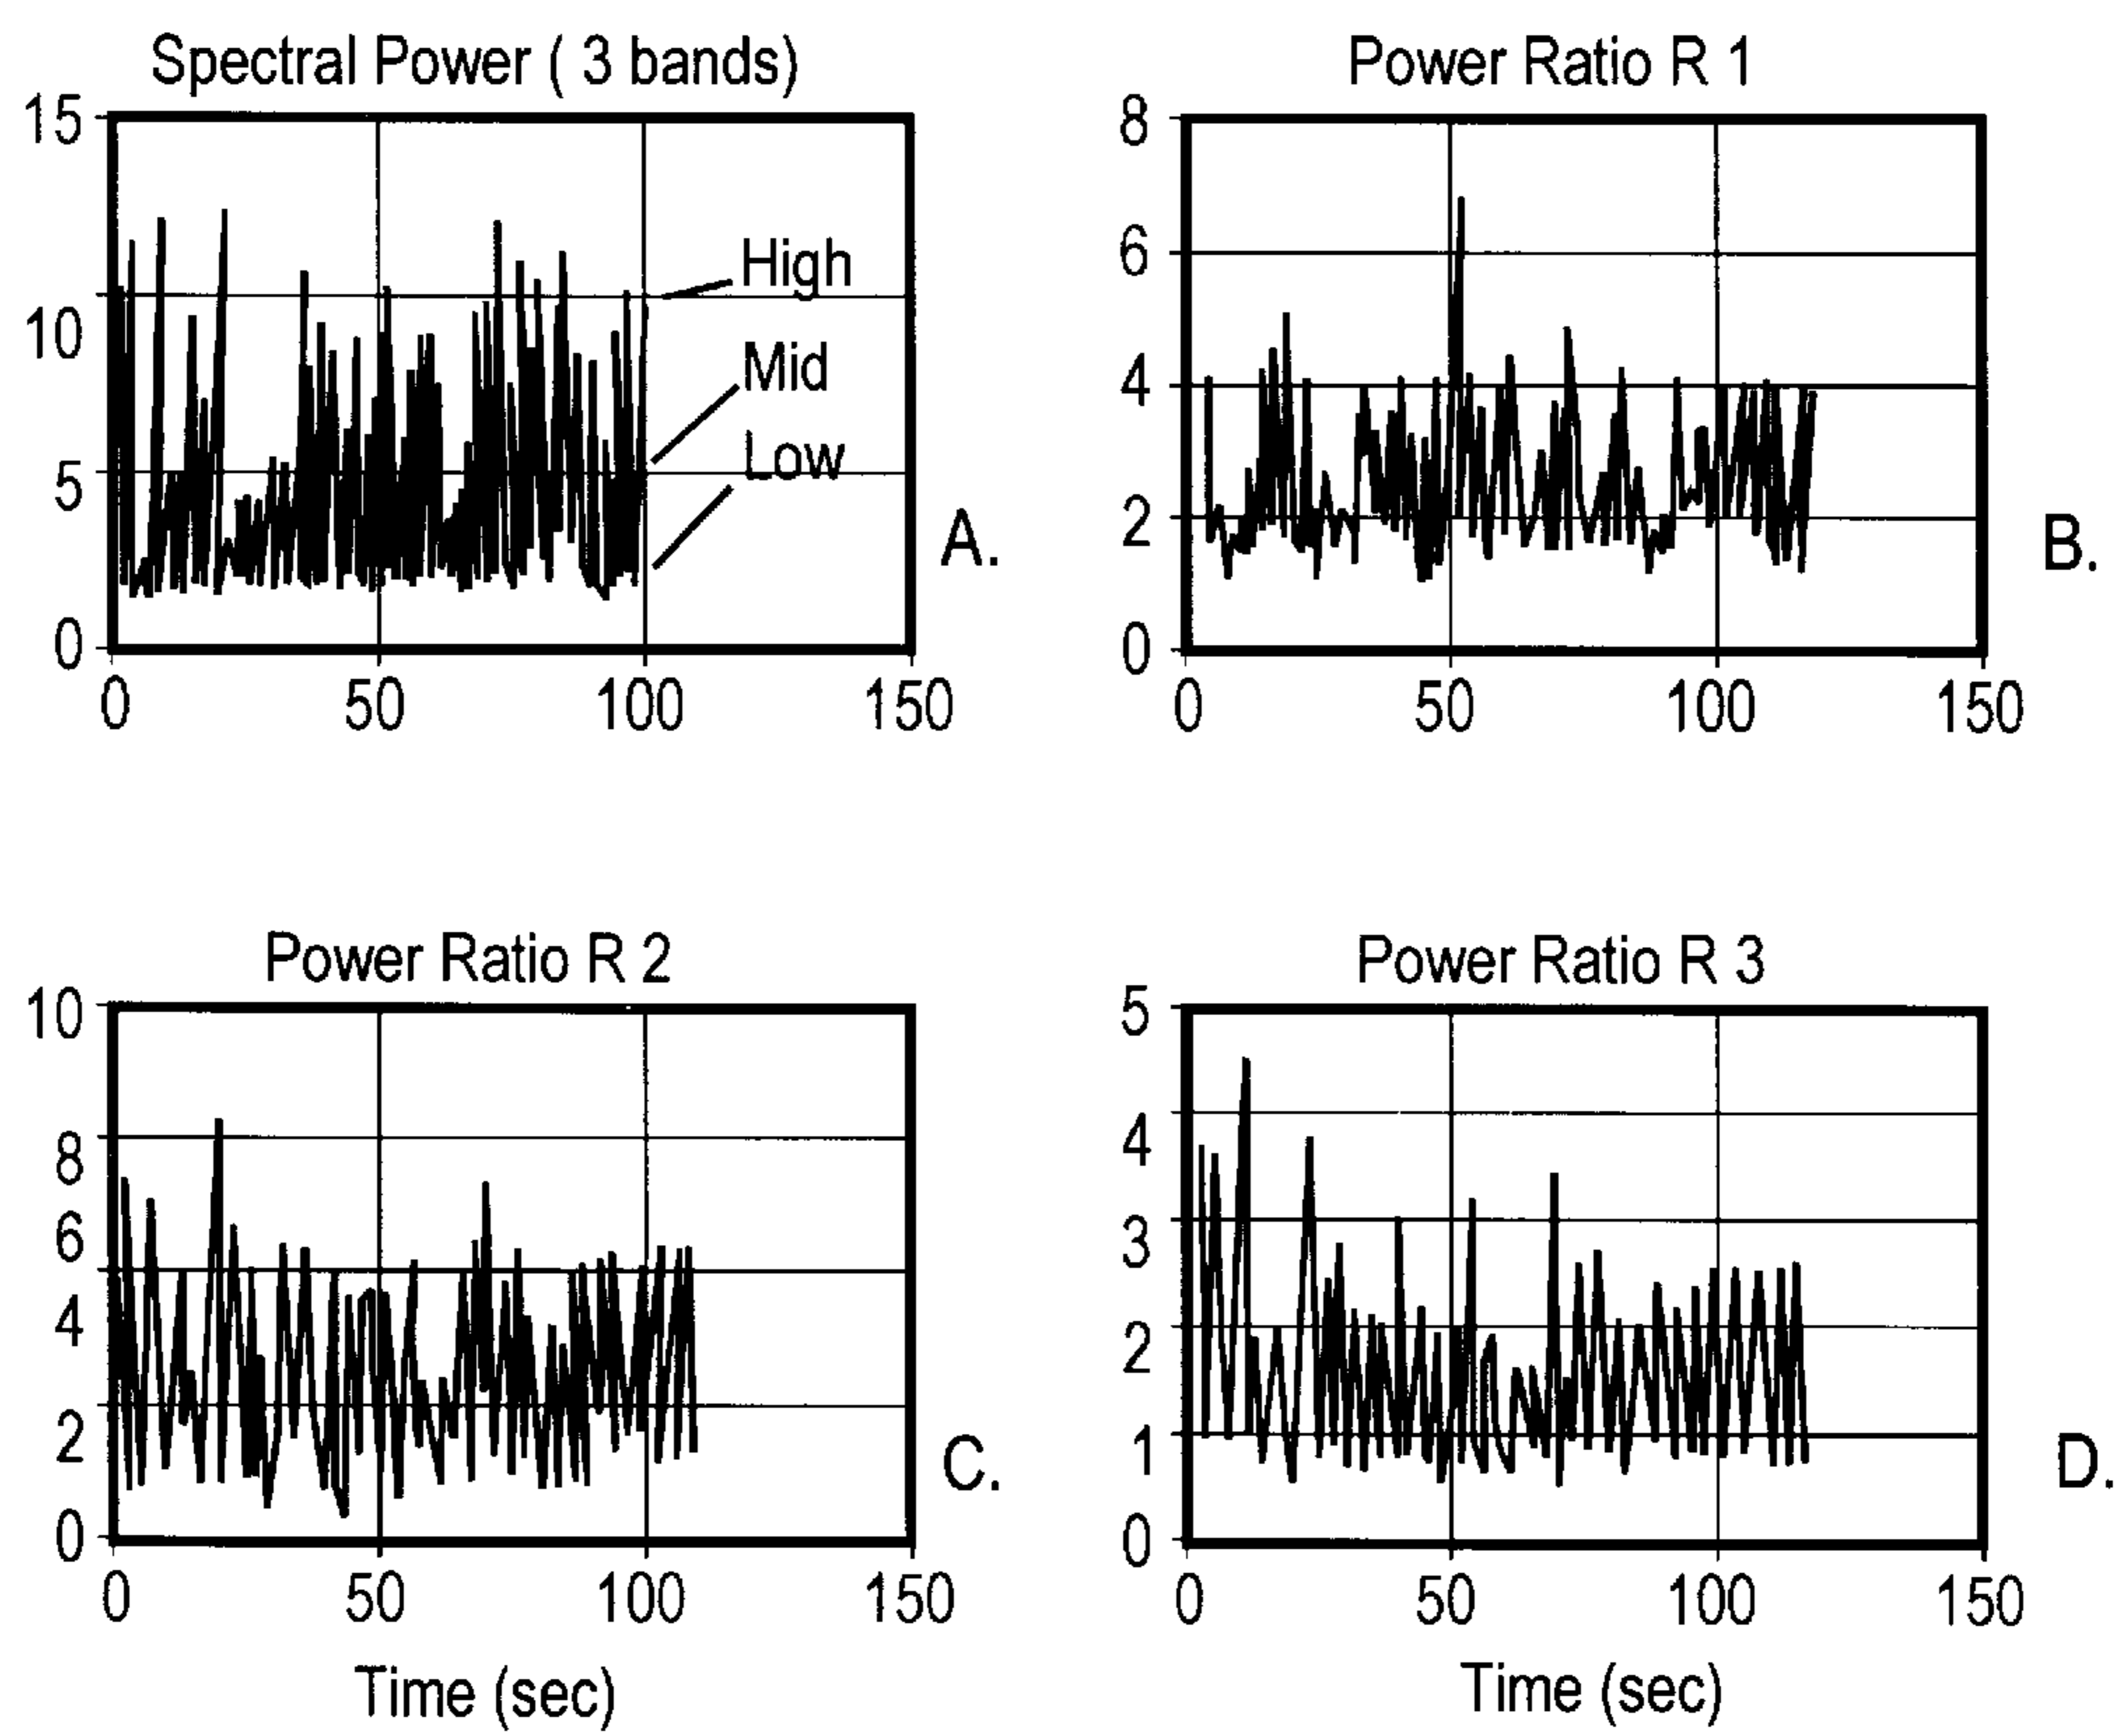 Spectral Power ( 3 bands)
15
10
5
0
High
Mid
Low
0 50 100 150
A.
Power Ratio R 1
8
6
4
2
0
0 50 100 150
B.
Power Ratio R 2
10
8
6
4
2
0
0 50 100 150
Time (sec)
C.
Power Ratio R 3
5
4
3
2
1
0
0 50 100 150
Time (sec)
D.